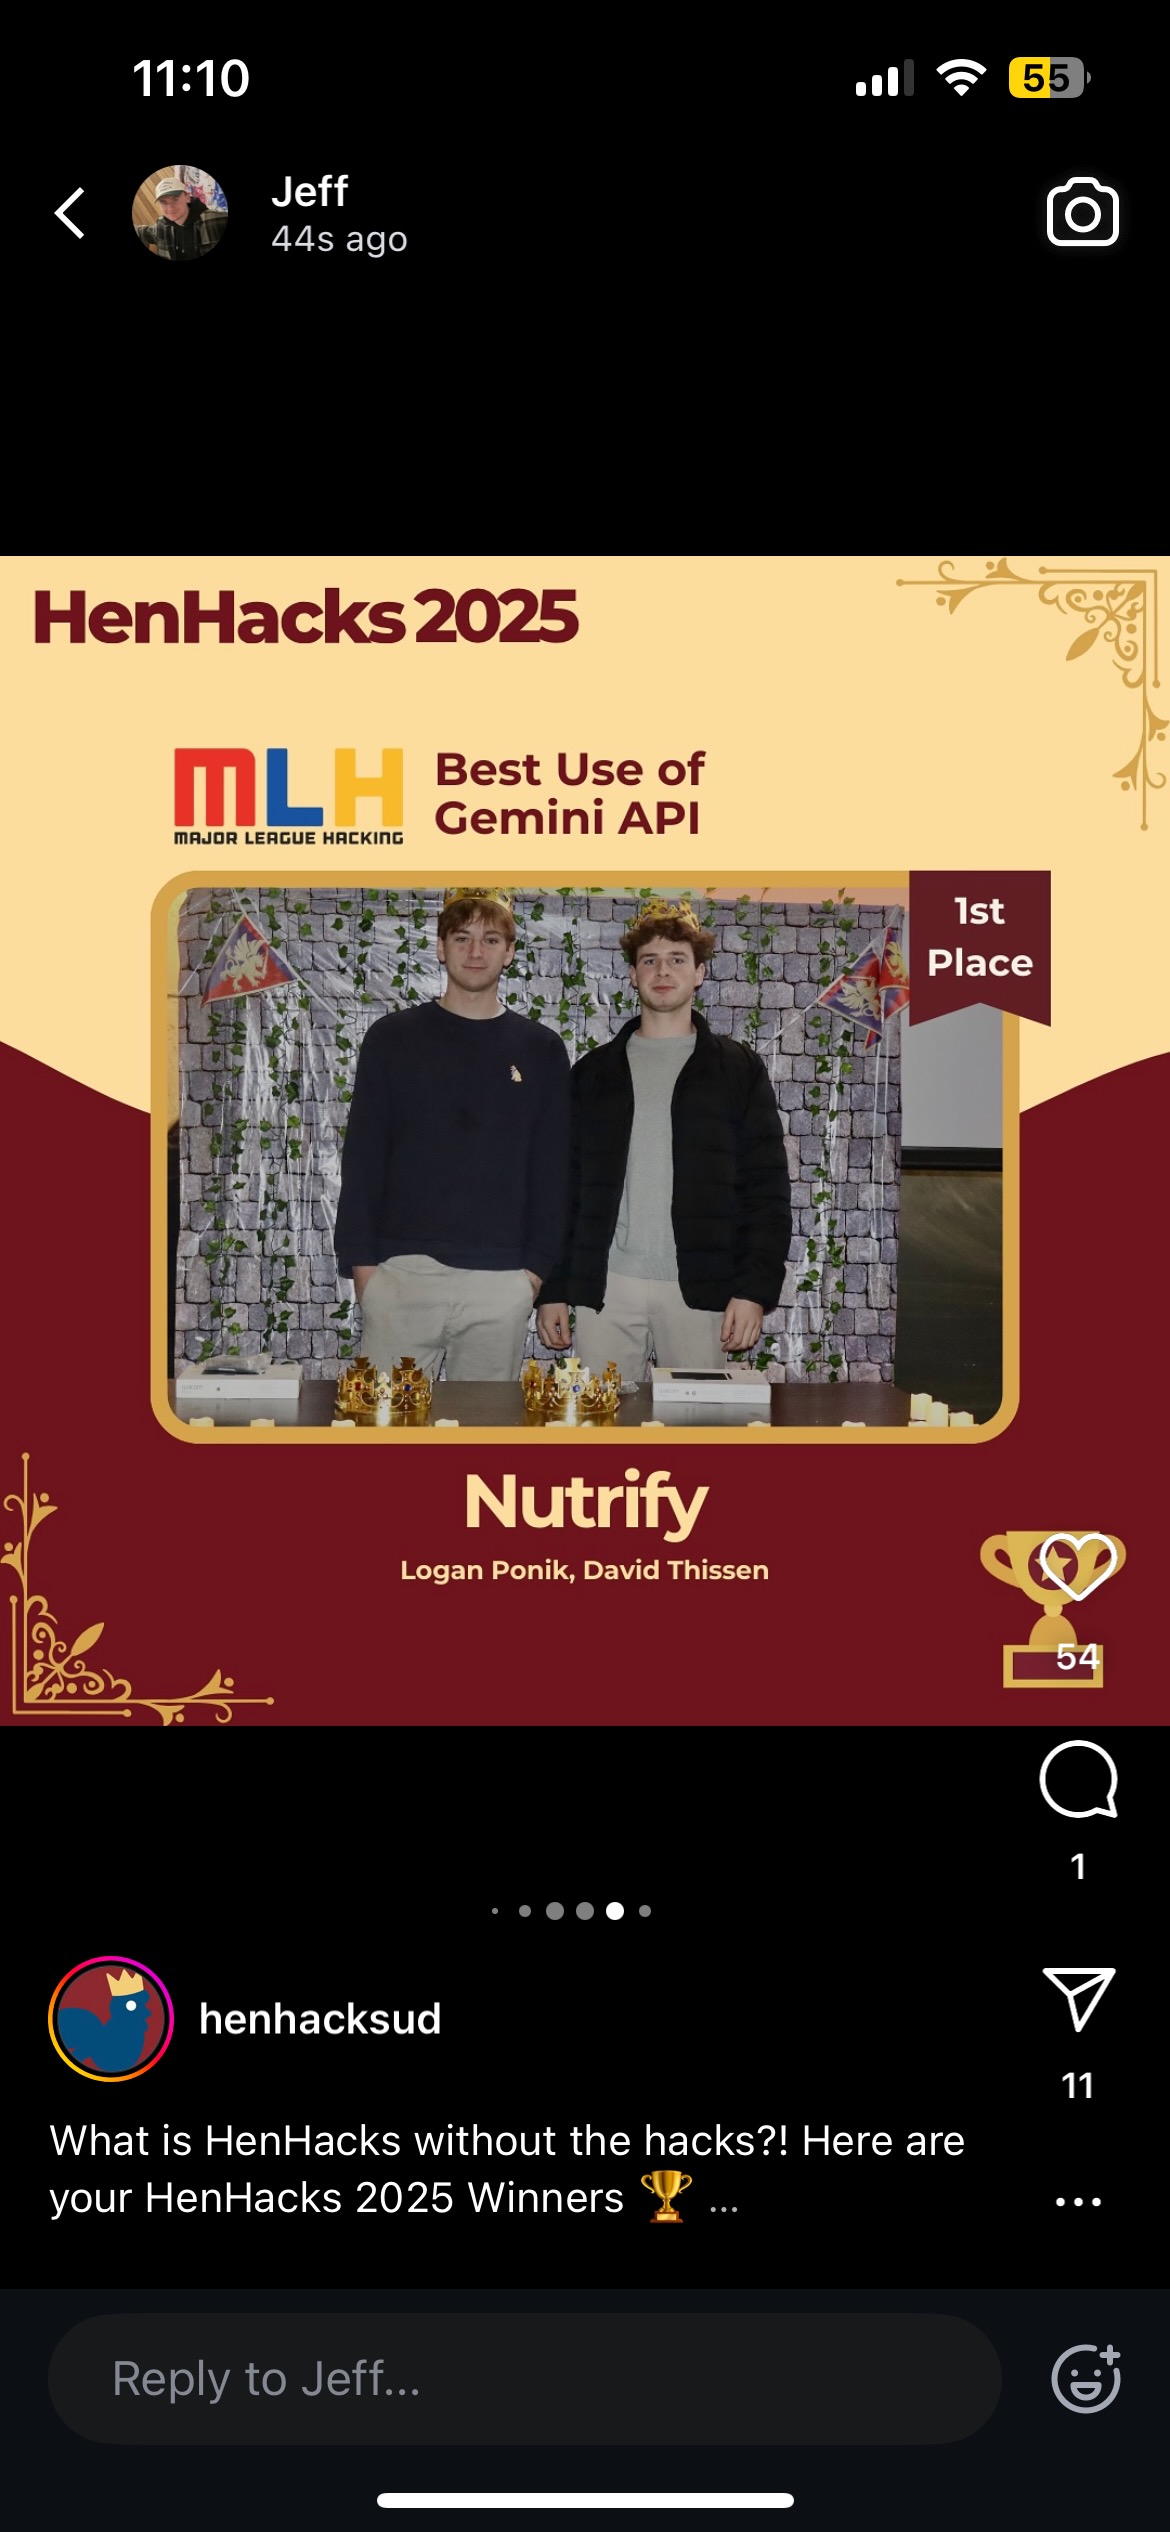 11:10
55
Jeff
44s ago
HenHacks 2025
MLH
MAJOR LEAGUE HACKING
Best Use of
Gemini API
1st
Place
Nutrify
Logan Ponik, David Thissen
54
1
henhacksud
11
What is HenHacks without the hacks?! Here are
your HenHacks 2025 Winners 🏆 ...
Reply to Jeff...